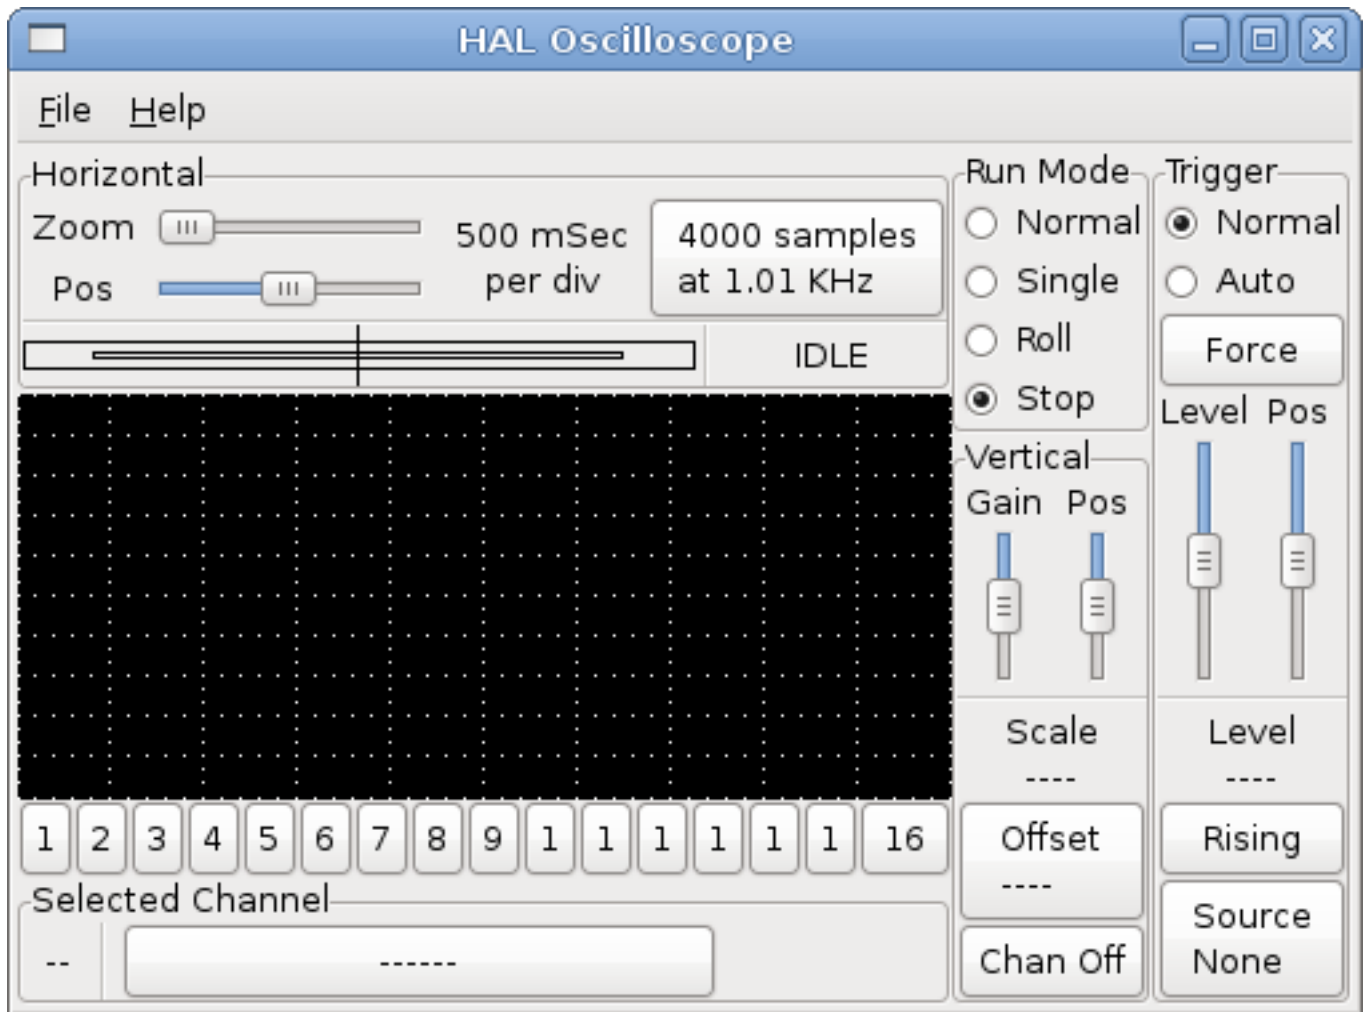 HAL Oscilloscope
File Help
Horizontal
Zoom
Pos
500 mSec
per div
4000 samples
at 1.01 KHz
IDLE
Run Mode
Normal
Single
Roll
Stop
Trigger
Normal
Auto
Force
Level Pos
Vertical
Gain Pos
Scale
----
Offset
----
Chan Off
Level
----
Rising
Source
None
1 2 3 4 5 6 7 8 9 1 1 1 1 1 1 16
Selected Channel
-- ------